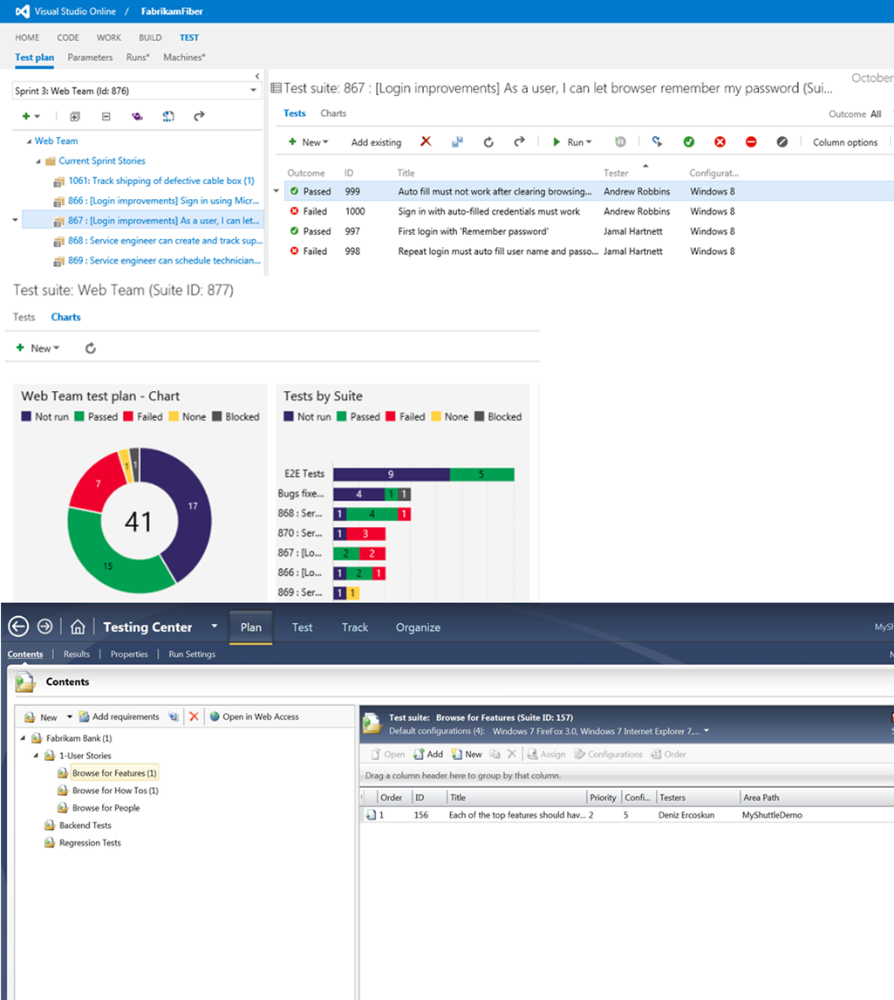 Visual Studio Online / FabrikamFiber
HOME CODE WORK BUILD TEST
Test plan Parameters Runs* Machines*
Sprint 3: Web Team (Id: 876)
Web Team
Current Sprint Stories
1061: Track shipping of defective cable box (1)
866 : [Login improvements] Sign in using Micr...
867 : [Login improvements] As a user, I can let...
868 : Service engineer can create and track sup...
869 : Service engineer can schedule technician...
October
Test suite: 867 : [Login improvements] As a user, I can let browser remember my password (Sui...
Tests Charts
Outcome All
New Add existing Run Column options
Outcome ID Title Tester Configurat...
Passed 999 Auto fill must not work after clearing browsing... Andrew Robbins Windows 8
Failed 1000 Sign in with auto-filled credentials must work Andrew Robbins Windows 8
Passed 997 First login with 'Remember password' Jamal Hartnett Windows 8
Failed 998 Repeat login must auto fill user name and passo... Jamal Hartnett Windows 8
Test suite: Web Team (Suite ID: 877)
Tests Charts
New
Web Team test plan - Chart
Not run Passed Failed None Blocked
1 1
7
17
41
15
Tests by Suite
Not run Passed Failed None Blocked
E2E Tests 9 5
Bugs fixe... 4 1 1
868 : Ser... 1 4 1
870 : Ser... 1 3
867 : [Lo... 2 2
866 : [Lo... 1 2 1
869 : Ser... 1 1
Testing Center Plan Test Track Organize MySh
Contents | Results | Properties | Run Settings N
Contents
New Add requirements Open in Web Access
Fabrikam Bank (1)
1-User Stories
Browse for Features (1)
Browse for How Tos (1)
Browse for People
Backend Tests
Regression Tests
Test suite: Browse for Features (Suite ID: 157)
Default configurations (4): Windows 7 FireFox 3.0, Windows 7 Internet Explorer 7,...
Open Add New Assign Configurations Order
Drag a column header here to group by that column.
Order ID Title Priority Confi... Testers Area Path
1 156 Each of the top features should hav... 2 5 Deniz Ercoskun MyShuttleDemo